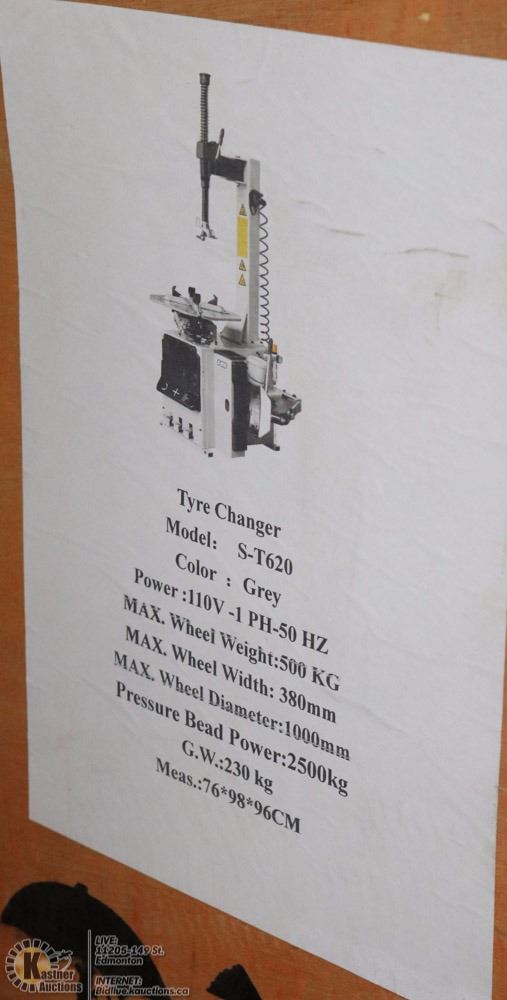 Tyre Changer
Model: S-T620
Color : Grey
Power :110V -1 PH-50 HZ
MAX. Wheel Weight:500 KG
MAX. Wheel Width: 380mm
MAX. Wheel Diameter:1000mm
Pressure Bead Power:2500kg
G.W.:230 kg
Meas.:76*98*96CM
Kastner
Auctions
LIVE:
11205-149 St.
Edmonton
INTERNET:
Bidlive.kauctions.ca